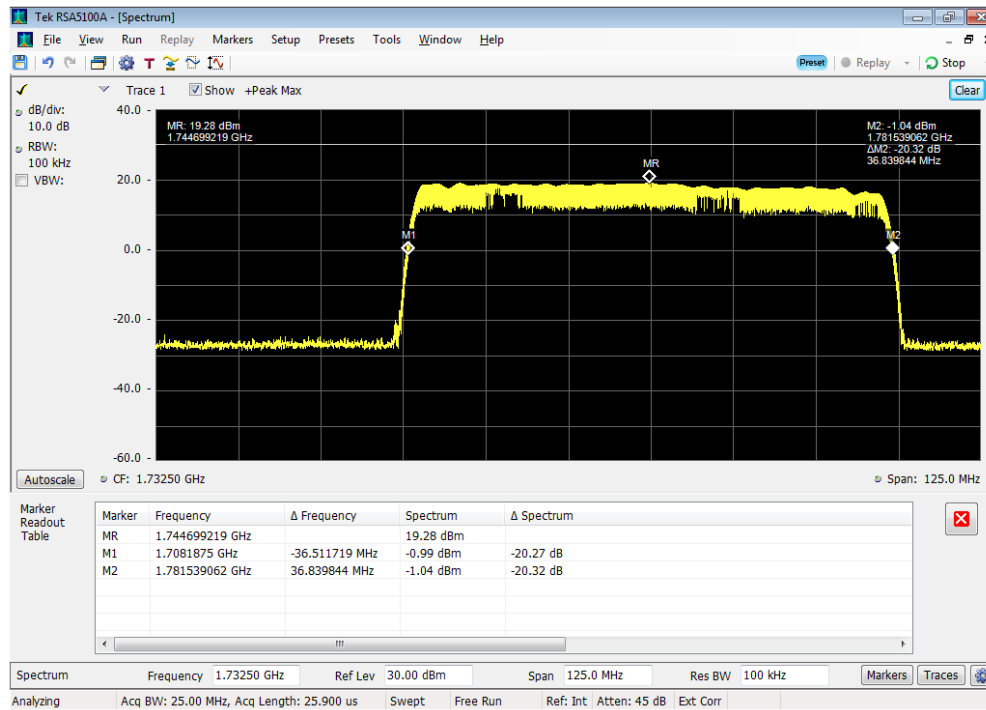 Tek RSA5100A - [Spectrum]
File View Run Replay Markers Setup Presets Tools Window Help
Preset Replay Stop
Trace 1 Show +Peak Max Clear
dB/div:
10.0 dB
RBW:
100 kHz
VBW:
40.0
20.0
0.0
-20.0
-40.0
-60.0
MR: 19.28 dBm
1.744699219 GHz
M2: -1.04 dBm
1.781539062 GHz
ΔM2: -20.32 dB
36.839844 MHz
MR
M1
M2
Autoscale CF: 1.73250 GHz Span: 125.0 MHz
Marker
Readout
Table
Marker Frequency Δ Frequency Spectrum Δ Spectrum
MR 1.744699219 GHz 19.28 dBm
M1 1.7081875 GHz -36.511719 MHz -0.99 dBm -20.27 dB
M2 1.781539062 GHz 36.839844 MHz -1.04 dBm -20.32 dB
Spectrum Frequency 1.73250 GHz Ref Lev 30.00 dBm Span 125.0 MHz Res BW 100 kHz Markers Traces
Analyzing Acq BW: 25.00 MHz, Acq Length: 25.900 us Swept Free Run Ref: Int Atten: 45 dB Ext Corr